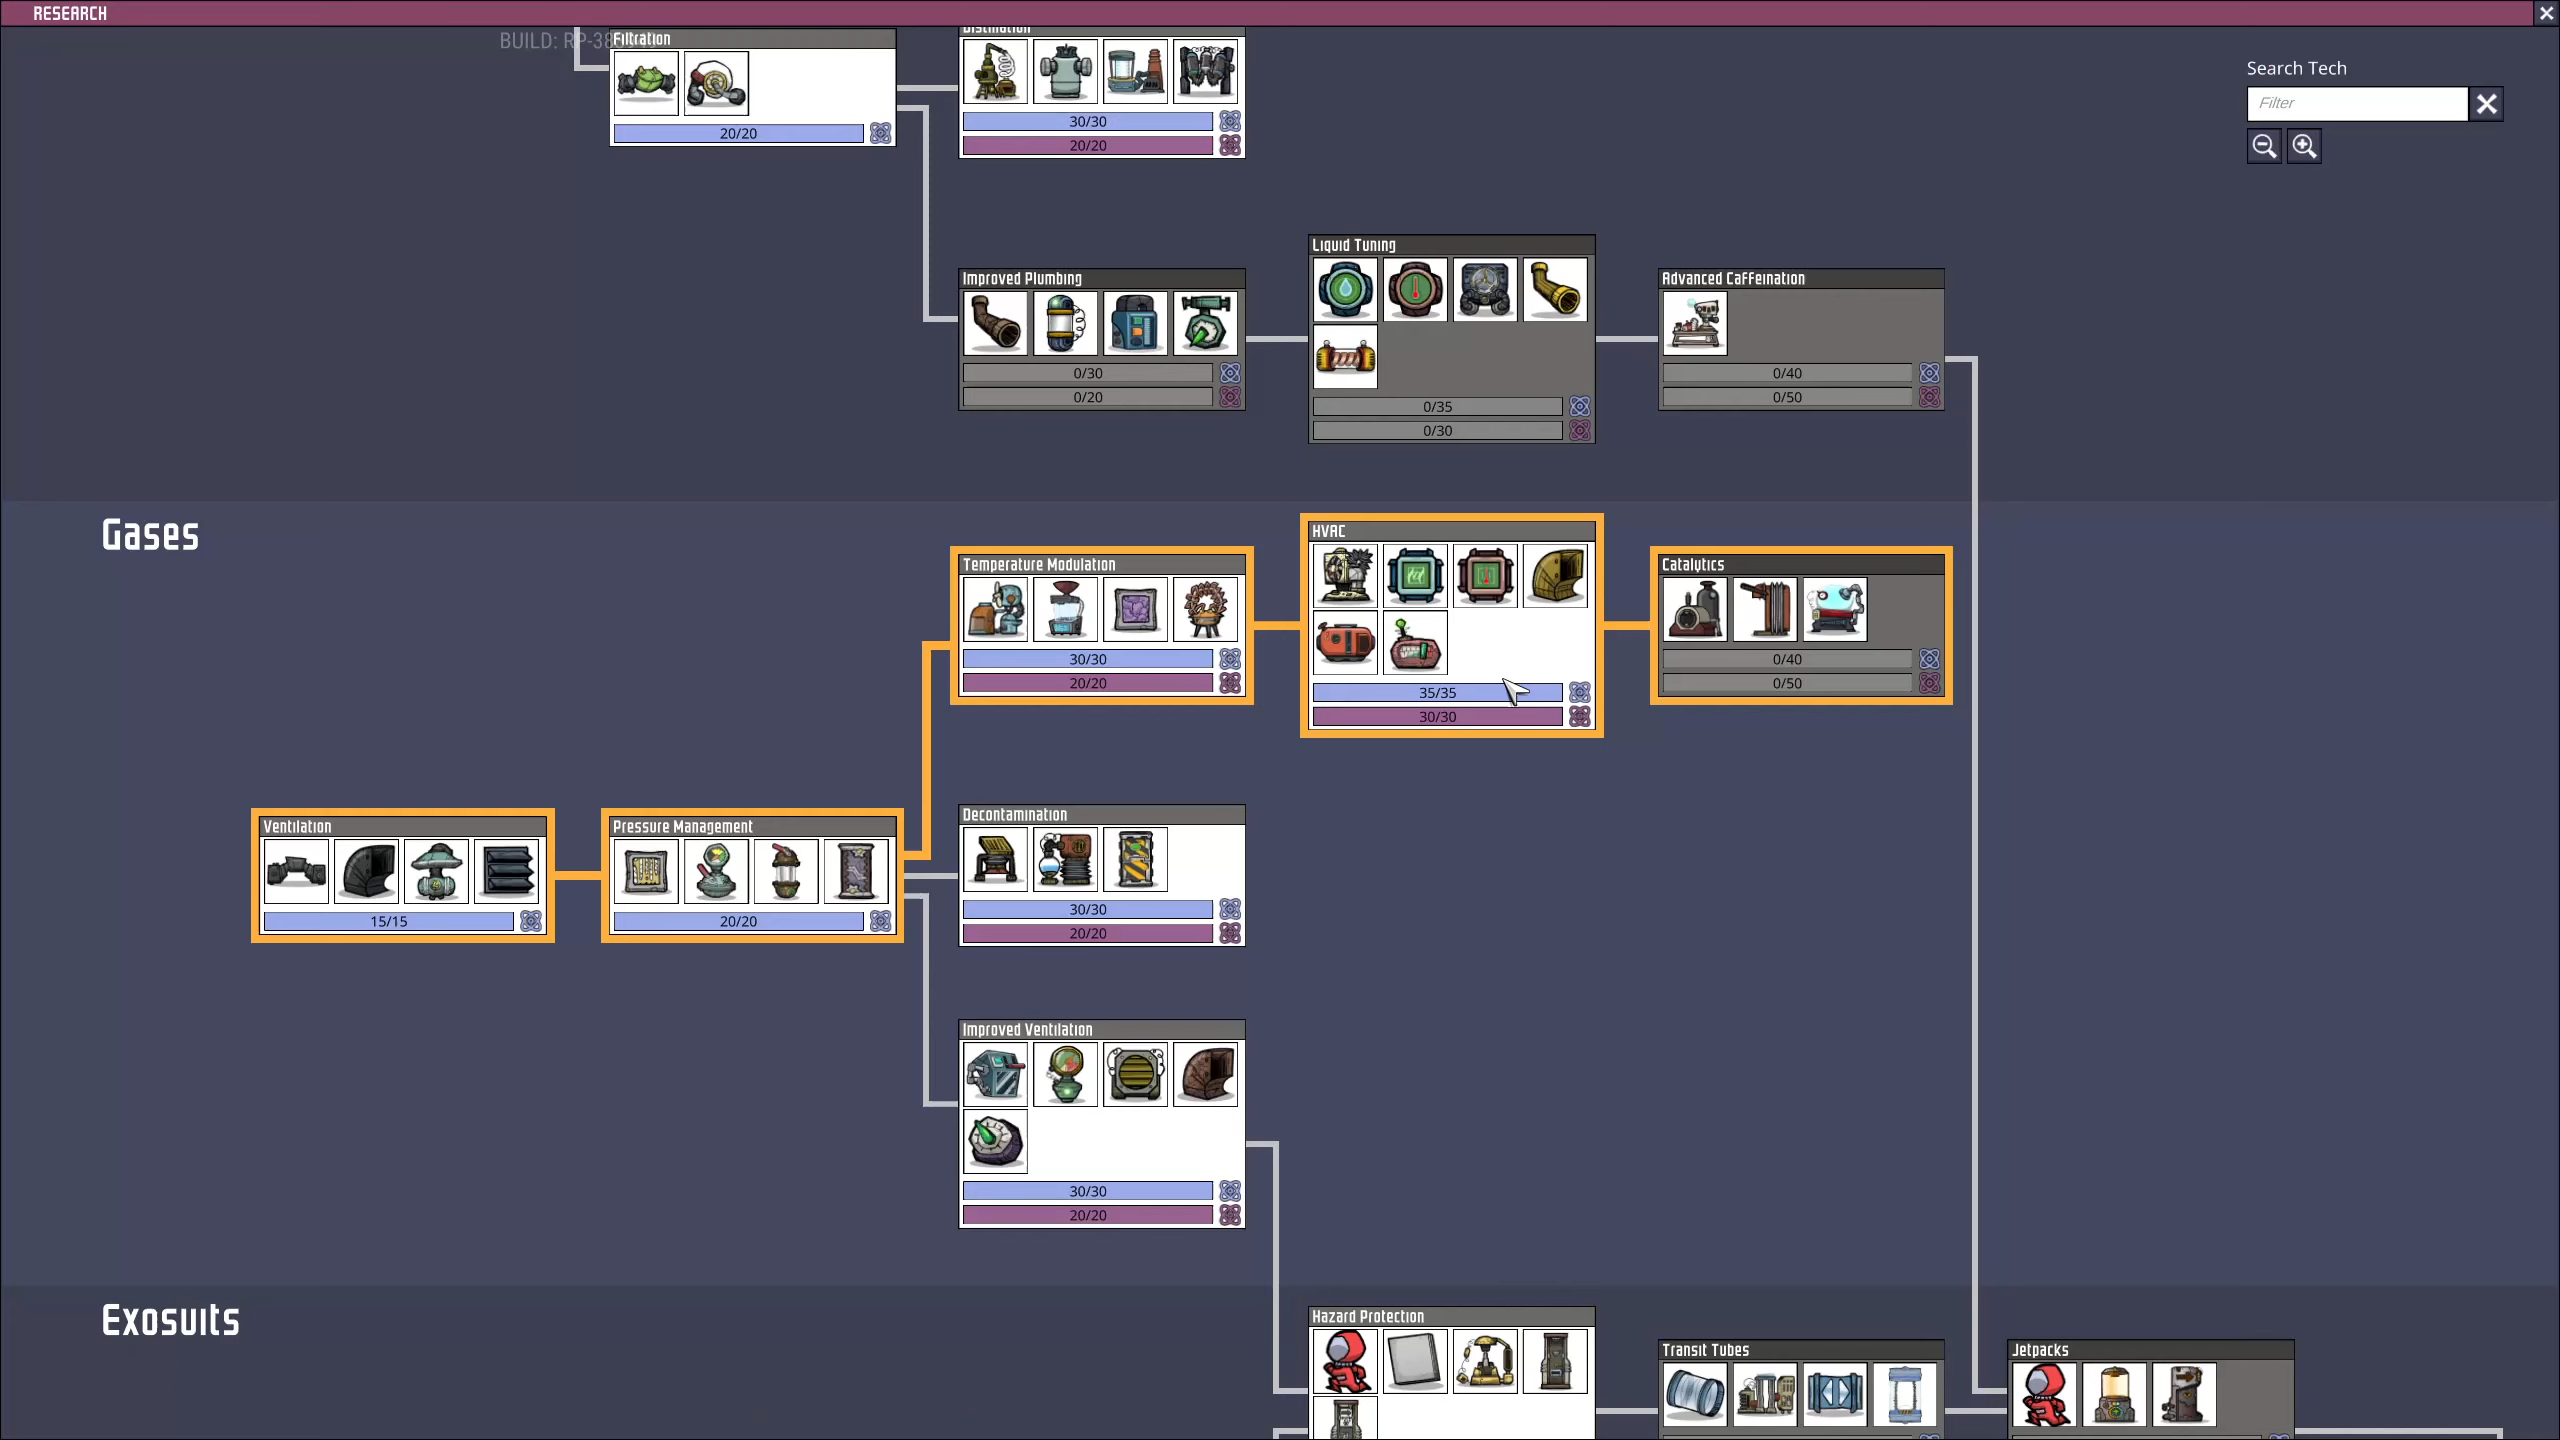 RESEARCH
BUILD: RP-38
Filtration
20/20
Distillation
30/30
20/20
Search Tech
Filter
Improved Plumbing
0/30
0/20
Liquid Tuning
0/35
0/30
Advanced Caffeination
0/40
0/50
Gases
Temperature Modulation
30/30
20/20
HVAC
35/35
30/30
Catalytics
0/40
0/50
Ventilation
15/15
Pressure Management
20/20
Decontamination
30/30
20/20
Improved Ventilation
30/30
20/20
Exosuits
Hazard Protection
Transit Tubes
Jetpacks